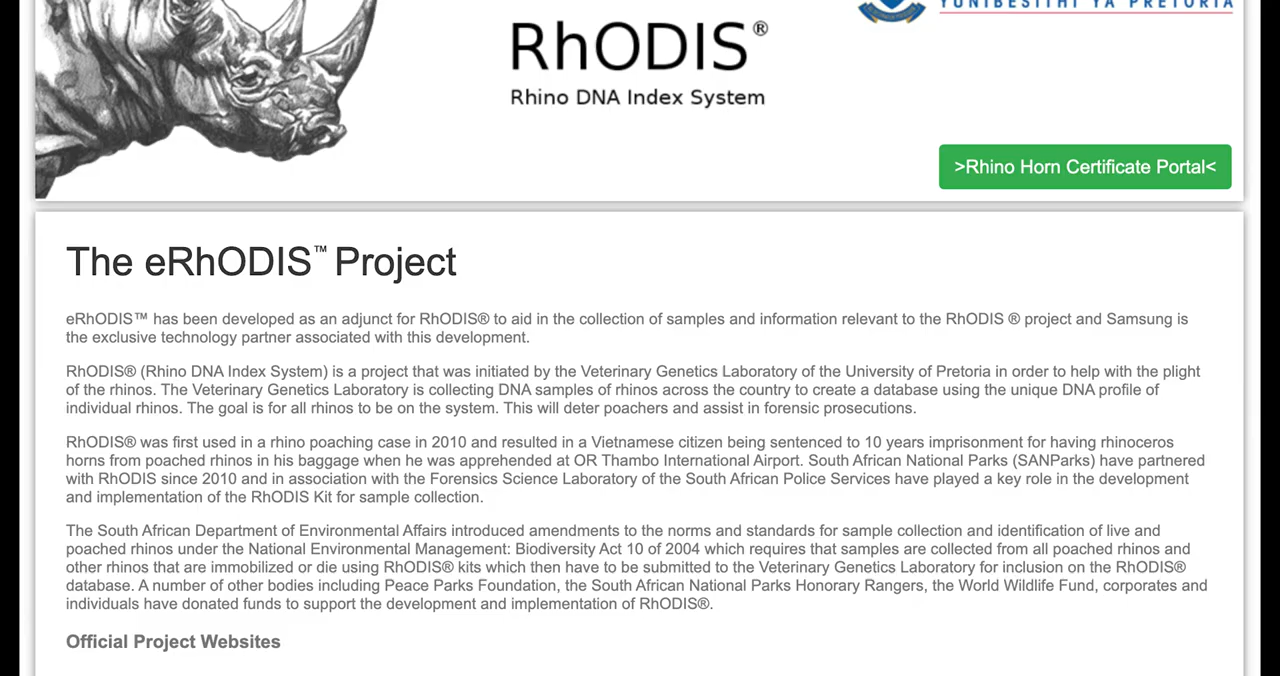 YUNIBESITHI YA PRETORIA
RhODIS®
Rhino DNA Index System
>Rhino Horn Certificate Portal<
The eRhODIS™ Project
eRhODIS™ has been developed as an adjunct for RhODIS® to aid in the collection of samples and information relevant to the RhODIS ® project and Samsung is
the exclusive technology partner associated with this development.
RhODIS® (Rhino DNA Index System) is a project that was initiated by the Veterinary Genetics Laboratory of the University of Pretoria in order to help with the plight
of the rhinos. The Veterinary Genetics Laboratory is collecting DNA samples of rhinos across the country to create a database using the unique DNA profile of
individual rhinos. The goal is for all rhinos to be on the system. This will deter poachers and assist in forensic prosecutions.
RhODIS® was first used in a rhino poaching case in 2010 and resulted in a Vietnamese citizen being sentenced to 10 years imprisonment for having rhinoceros
horns from poached rhinos in his baggage when he was apprehended at OR Thambo International Airport. South African National Parks (SANParks) have partnered
with RhODIS since 2010 and in association with the Forensics Science Laboratory of the South African Police Services have played a key role in the development
and implementation of the RhODIS Kit for sample collection.
The South African Department of Environmental Affairs introduced amendments to the norms and standards for sample collection and identification of live and
poached rhinos under the National Environmental Management: Biodiversity Act 10 of 2004 which requires that samples are collected from all poached rhinos and
other rhinos that are immobilized or die using RhODIS® kits which then have to be submitted to the Veterinary Genetics Laboratory for inclusion on the RhODIS®
database. A number of other bodies including Peace Parks Foundation, the South African National Parks Honorary Rangers, the World Wildlife Fund, corporates and
individuals have donated funds to support the development and implementation of RhODIS®.
Official Project Websites